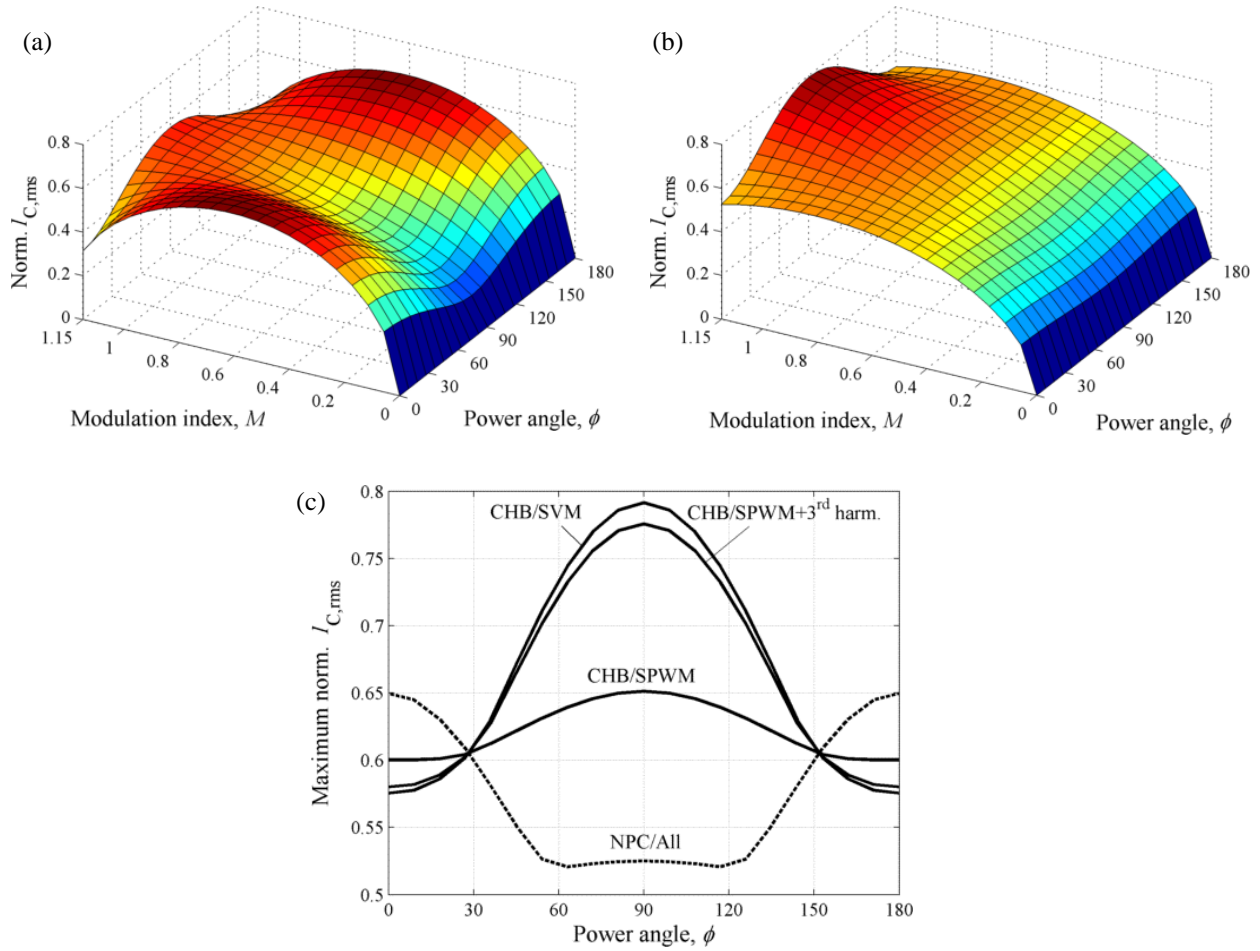 (a)
Norm. I_C,rms
0.8
0.6
0.4
0.2
0
1.15
1
0.8
0.6
0.4
0.2
0
Modulation index, M
0
30
60
90
120
150
180
Power angle, ϕ
(b)
Norm. I_C,rms
0.8
0.6
0.4
0.2
0
1.15
1
0.8
0.6
0.4
0.2
0
Modulation index, M
0
30
60
90
120
150
180
Power angle, ϕ
(c)
Maximum norm. I_C,rms
0.8
0.75
0.7
0.65
0.6
0.55
0.5
CHB/SVM
CHB/SPWM+3rd harm.
CHB/SPWM
NPC/All
0 30 60 90 120 150 180
Power angle, ϕ